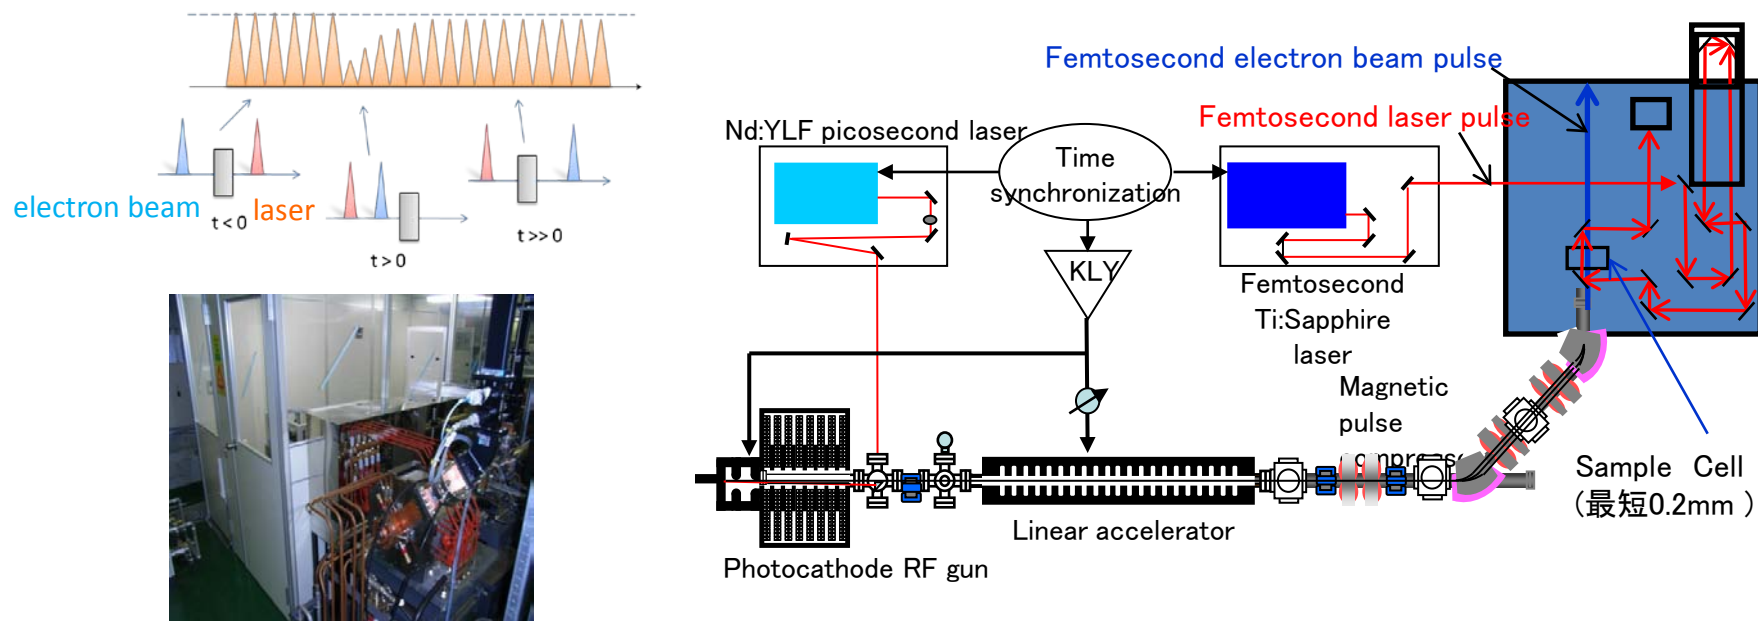 electron beam
laser
t < 0
t > 0
t >> 0
Femtosecond electron beam pulse
Nd:YLF picosecond laser
Time
synchronization
Femtosecond laser pulse
KLY
Femtosecond
Ti:Sapphire
laser
Magnetic
pulse
compresso
Sample Cell
（最短0.2mm ）
Linear accelerator
Photocathode RF gun